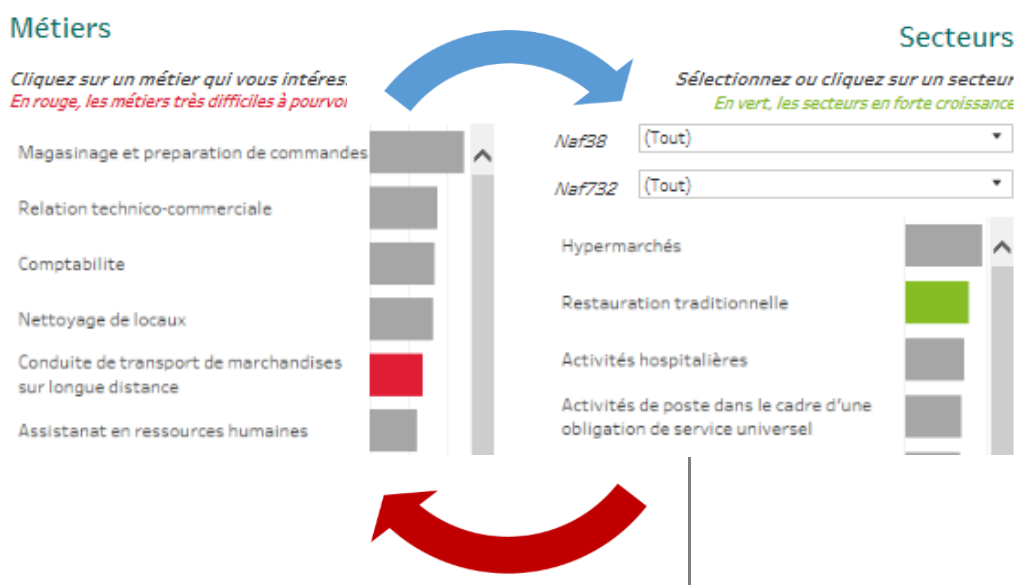 Métiers
Cliquez sur un métier qui vous intéres.
En rouge, les métiers très difficiles à
Magasinage et preparation de commandes
Relation technico-commerciale
Comptabilite
Nettoyage de locaux
Conduite de transport de marchandises
sur longue distance
Assistanat en ressources humaines
Secteurs
Sélectionnez ou cliquez sur un secteur
En vert, les secteurs en forte croissance
Naf38 (Tout)
Naf732 (Tout)
Hypermarchés
Restauration traditionnelle
Activités hospitalières
Activités de poste dans le cadre d'une
obligation de service universel